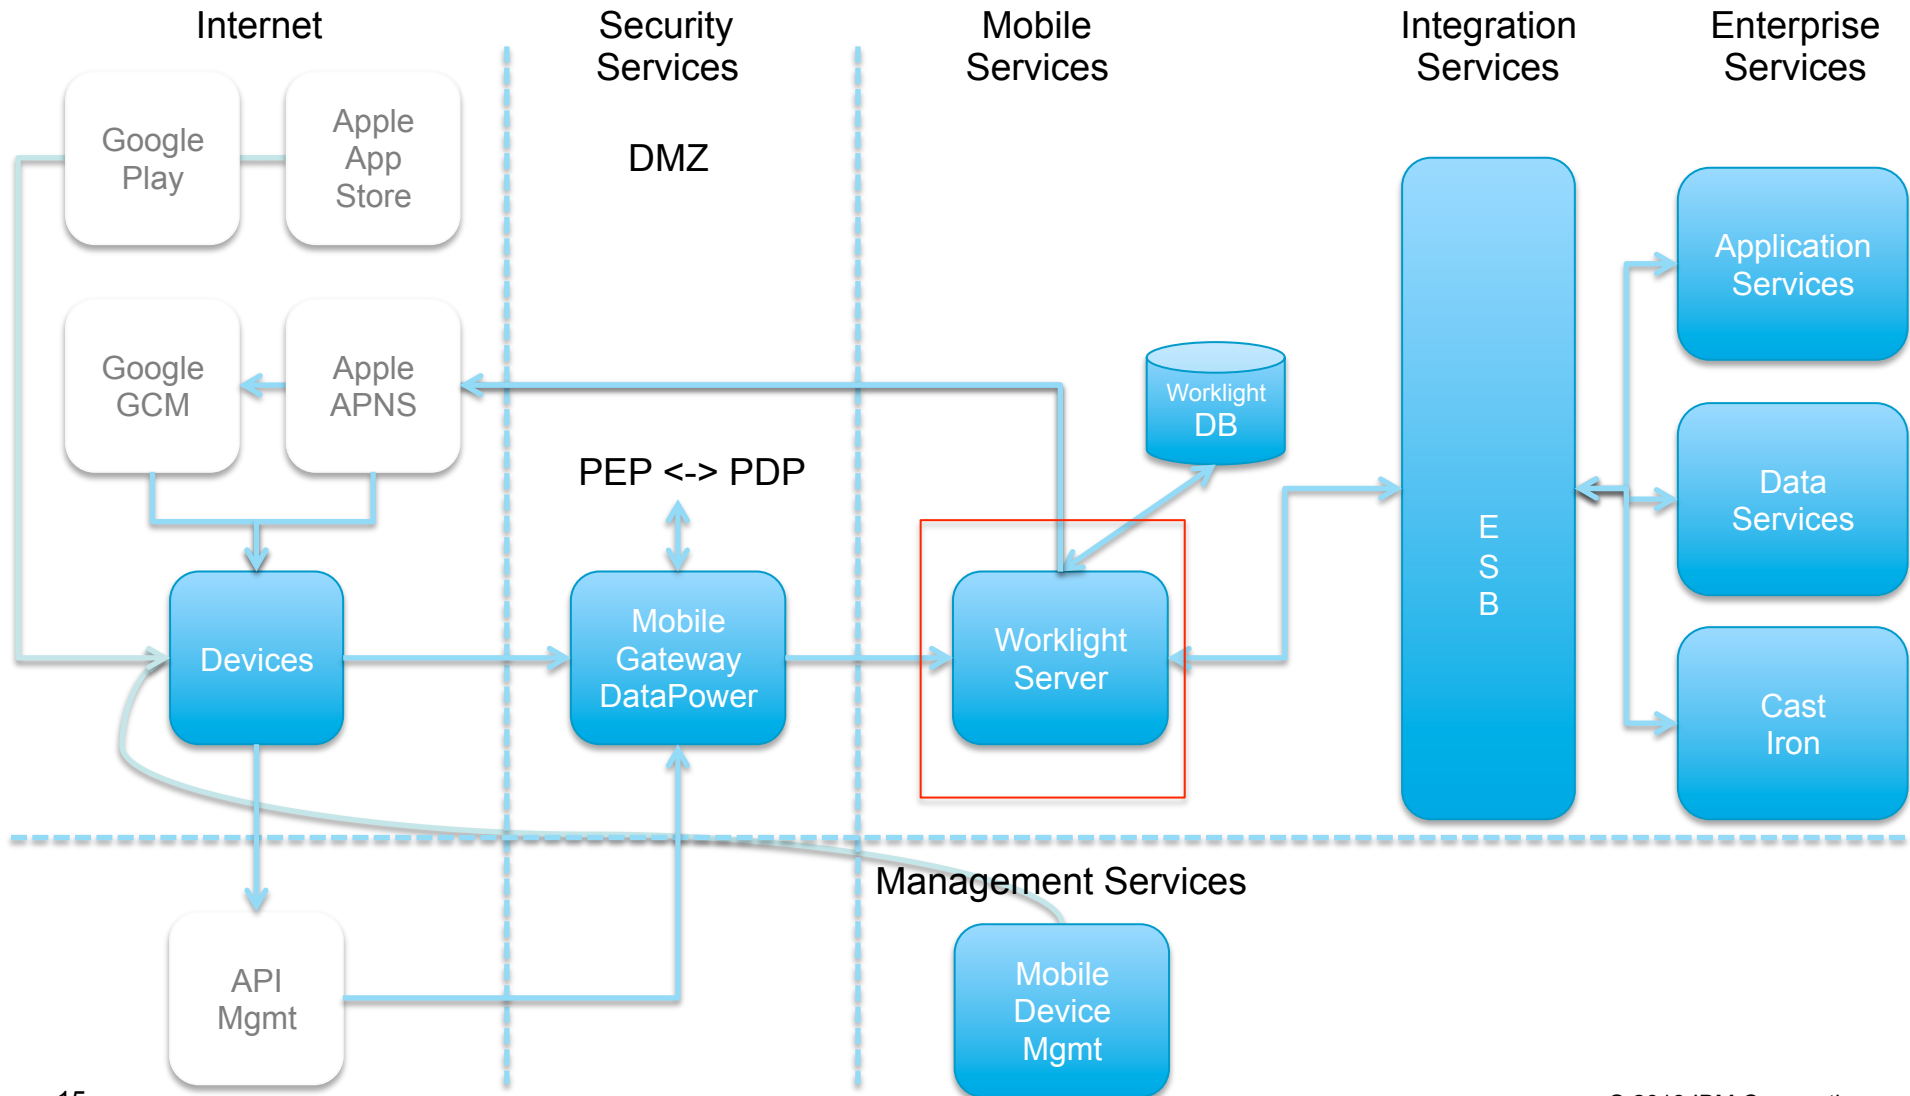 Internet
Security
Services
Mobile
Services
Integration
Services
Enterprise
Services
Google
Play
Apple
App
Store
DMZ
Application
Services
Google
GCM
Apple
APNS
Worklight
DB
PEP <-> PDP
Data
Services
E
S
B
Devices
Mobile
Gateway
DataPower
Worklight
Server
Cast
Iron
Management Services
API
Mgmt
Mobile
Device
Mgmt
15